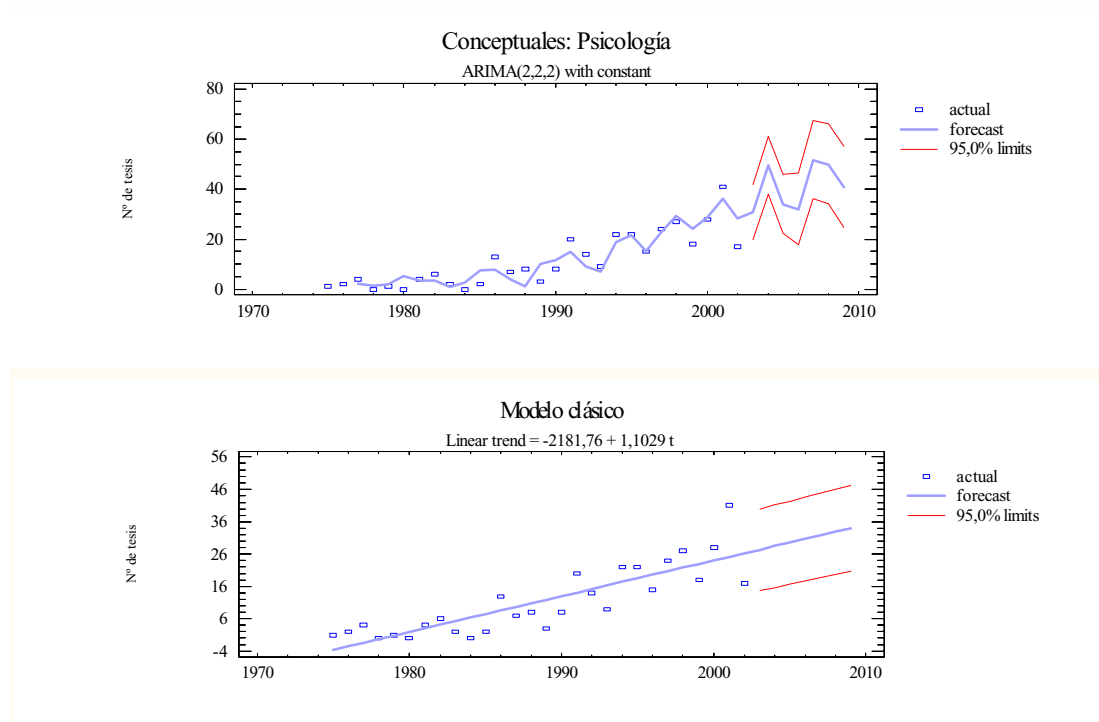 Conceptuales: Psicología
ARIMA(2,2,2) with constant
Nº de tesis
80
60
40
20
0
1970 1980 1990 2000 2010
actual
forecast
95,0% limits
Modelo clásico
Linear trend = -2181,76 + 1,1029 t
Nº de tesis
56
46
36
26
16
6
-4
1970 1980 1990 2000 2010
actual
forecast
95,0% limits